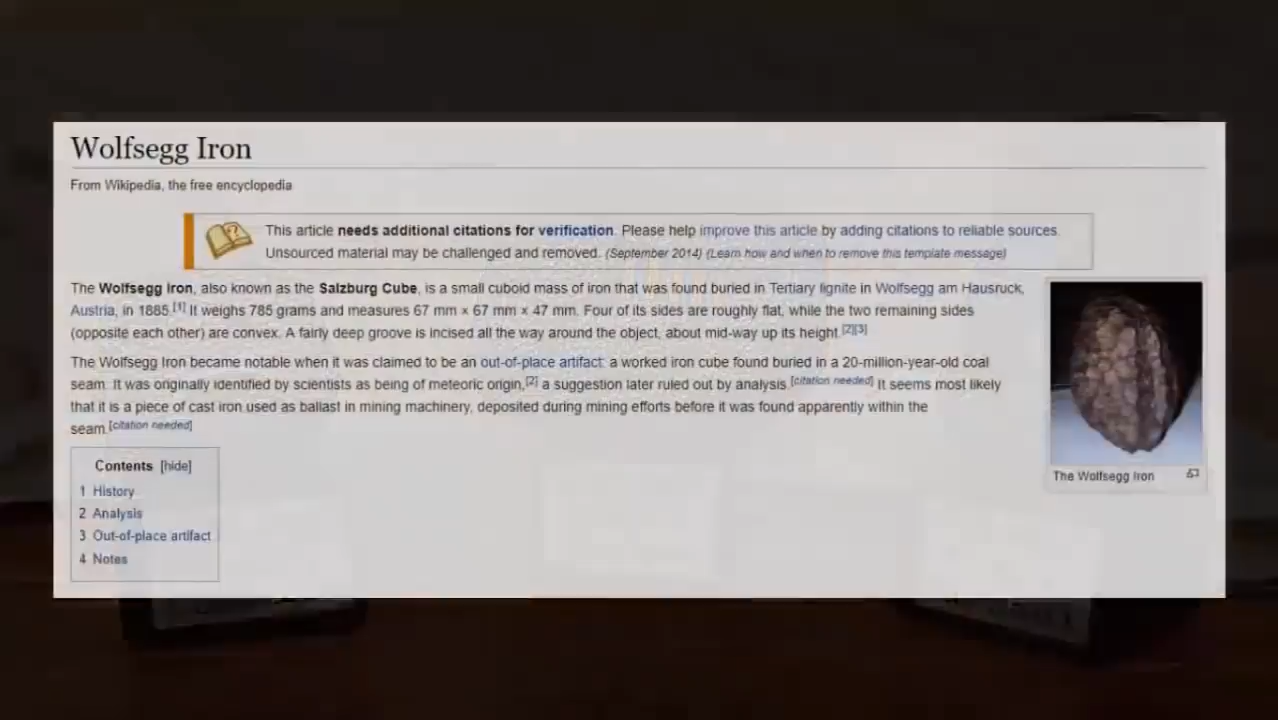 Wolfsegg Iron
From Wikipedia, the free encyclopedia
This article needs additional citations for verification. Please help improve this article by adding citations to reliable sources.
Unsourced material may be challenged and removed. (September 2014) (Learn how and when to remove this template message)
The Wolfsegg Iron, also known as the Salzburg Cube, is a small cuboid mass of iron that was found buried in Tertiary lignite in Wolfsegg am Hausruck,
Austria, in 1885.[1] It weighs 785 grams and measures 67 mm × 67 mm × 47 mm. Four of its sides are roughly flat, while the two remaining sides
(opposite each other) are convex. A fairly deep groove is incised all the way around the object, about mid-way up its height.[2][3]
The Wolfsegg Iron became notable when it was claimed to be an out-of-place artifact: a worked iron cube found buried in a 20-million-year-old coal
seam. It was originally identified by scientists as being of meteoric origin,[2] a suggestion later ruled out by analysis.[citation needed] It seems most likely
that it is a piece of cast iron used as ballast in mining machinery, deposited during mining efforts before it was found apparently within the
seam.[citation needed]
The Wolfsegg Iron
Contents [hide]
1 History
2 Analysis
3 Out-of-place artifact
4 Notes